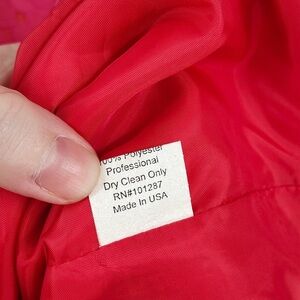 00% Polyester
Professional
Dry Clean Only
RN#101287
Made In USA